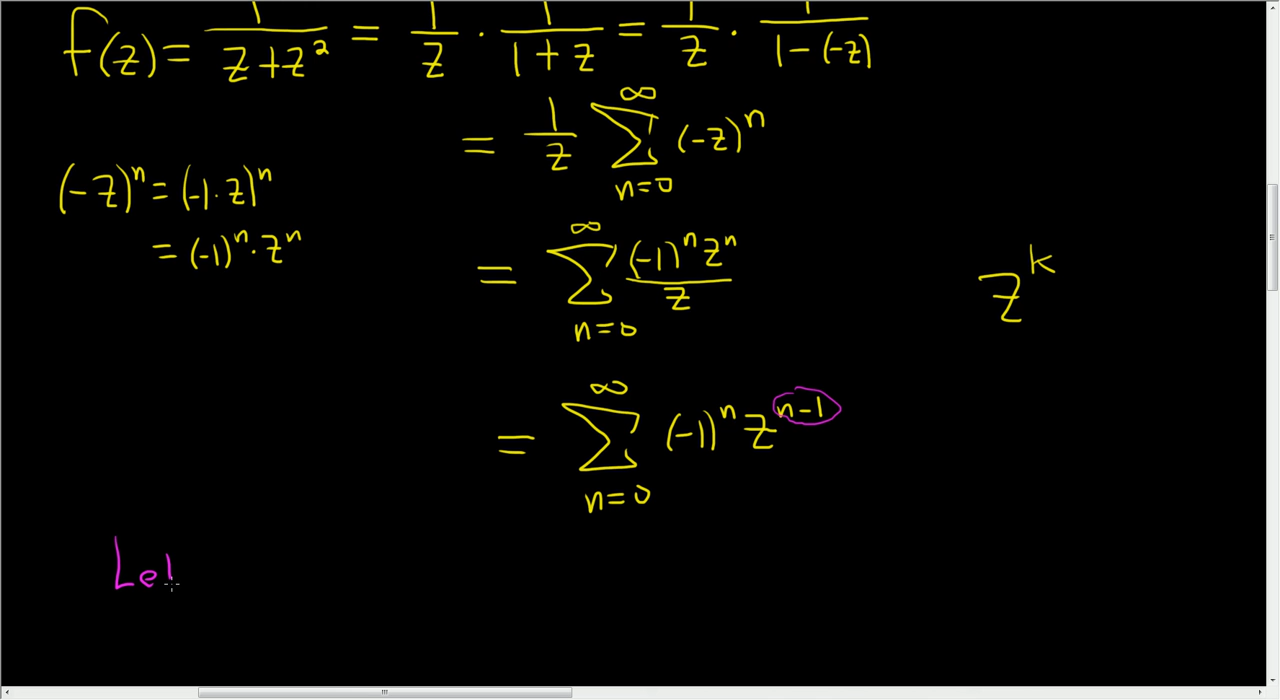 f(z) = 1/(z+z²) = 1/z · 1/(1+z) = 1/z · 1/(1-(-z))
= 1/z ∑_{n=0}^{∞} (-z)^n
(-z)^n = (-1·z)^n
= (-1)^n · z^n
= ∑_{n=0}^{∞} (-1)^n z^n / z
z^k
= ∑_{n=0}^{∞} (-1)^n z^{n-1}
Let